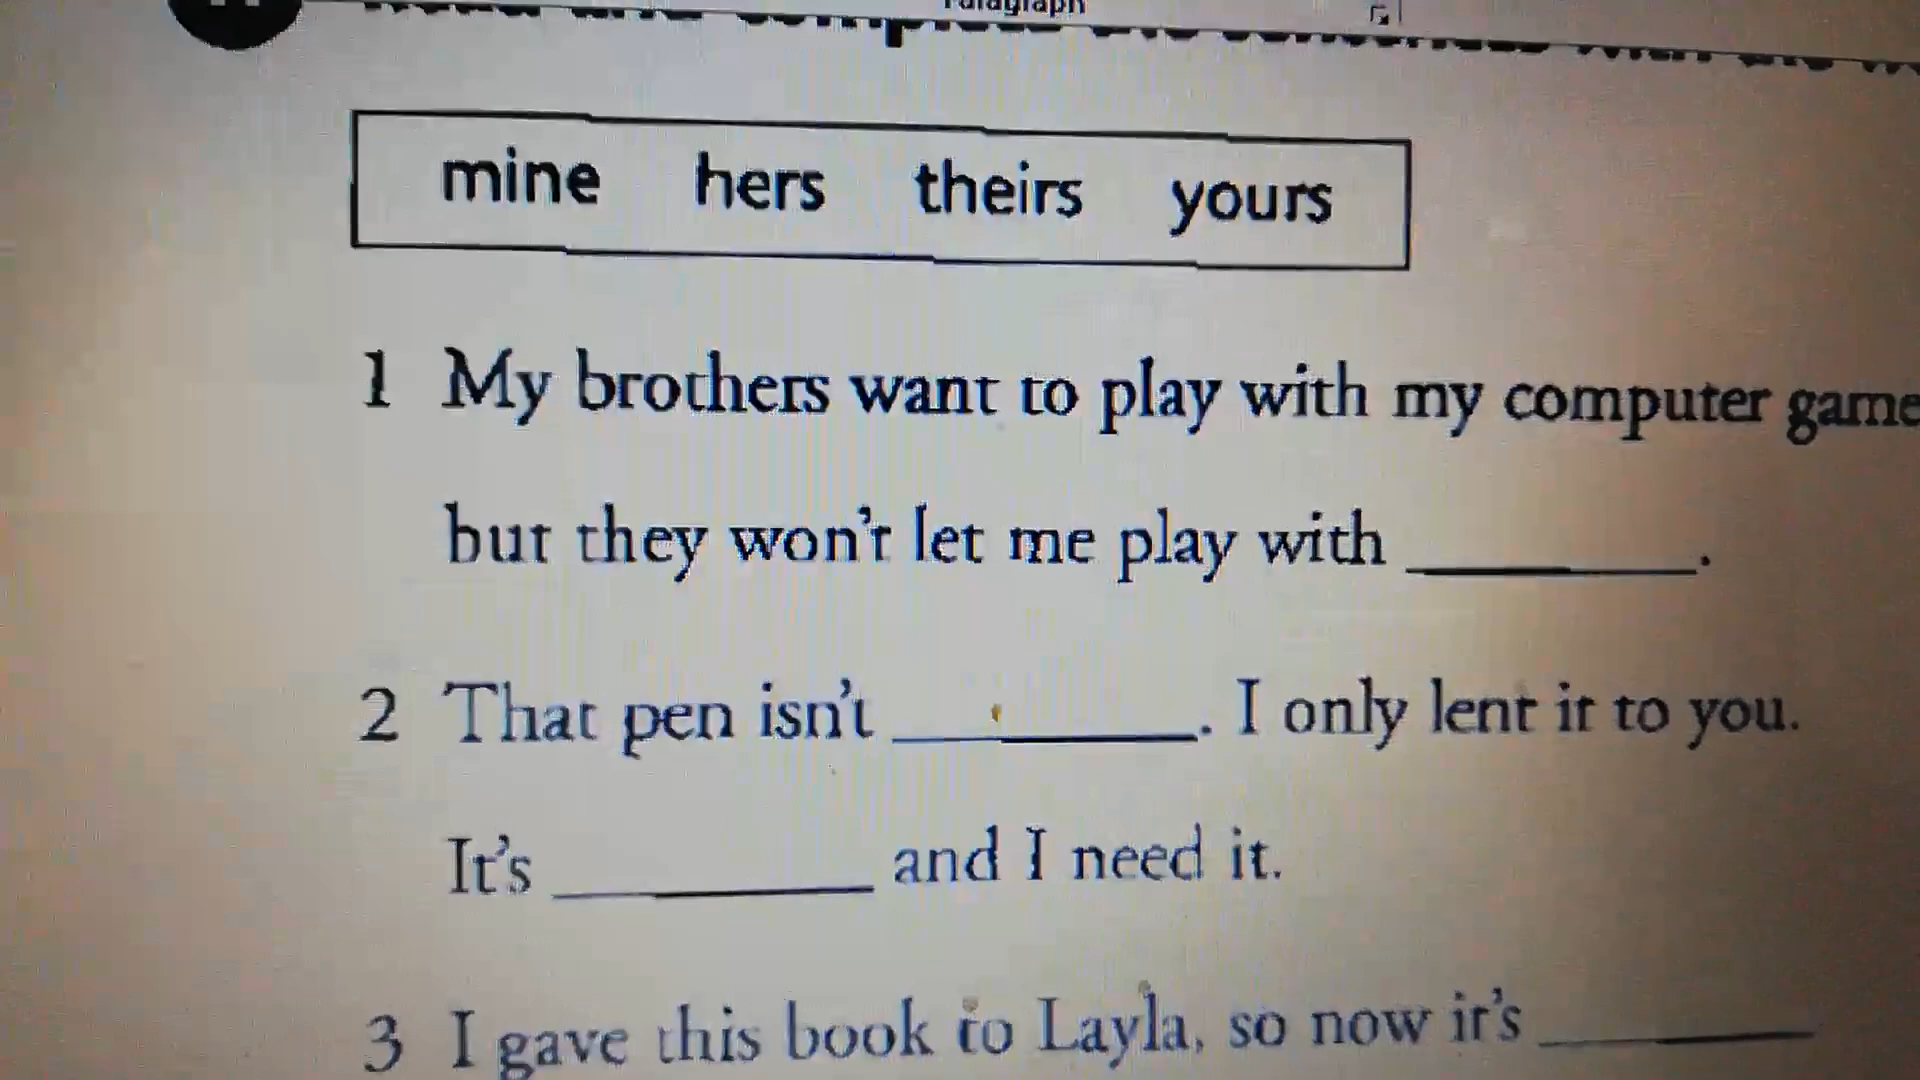 Paragraph
mine hers theirs yours
1 My brothers want to play with my computer game
but they won't let me play with ________.
2 That pen isn't ________. I only lent it to you.
It's ________ and I need it.
3 I gave this book to Layla, so now it's ________